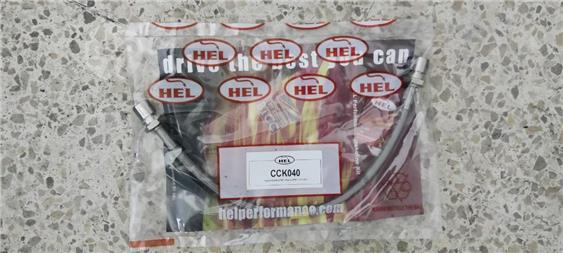 drive the best you can
HEL HEL HEL
HEL HEL HEL HEL
HEL
CCK040
helperformance.com